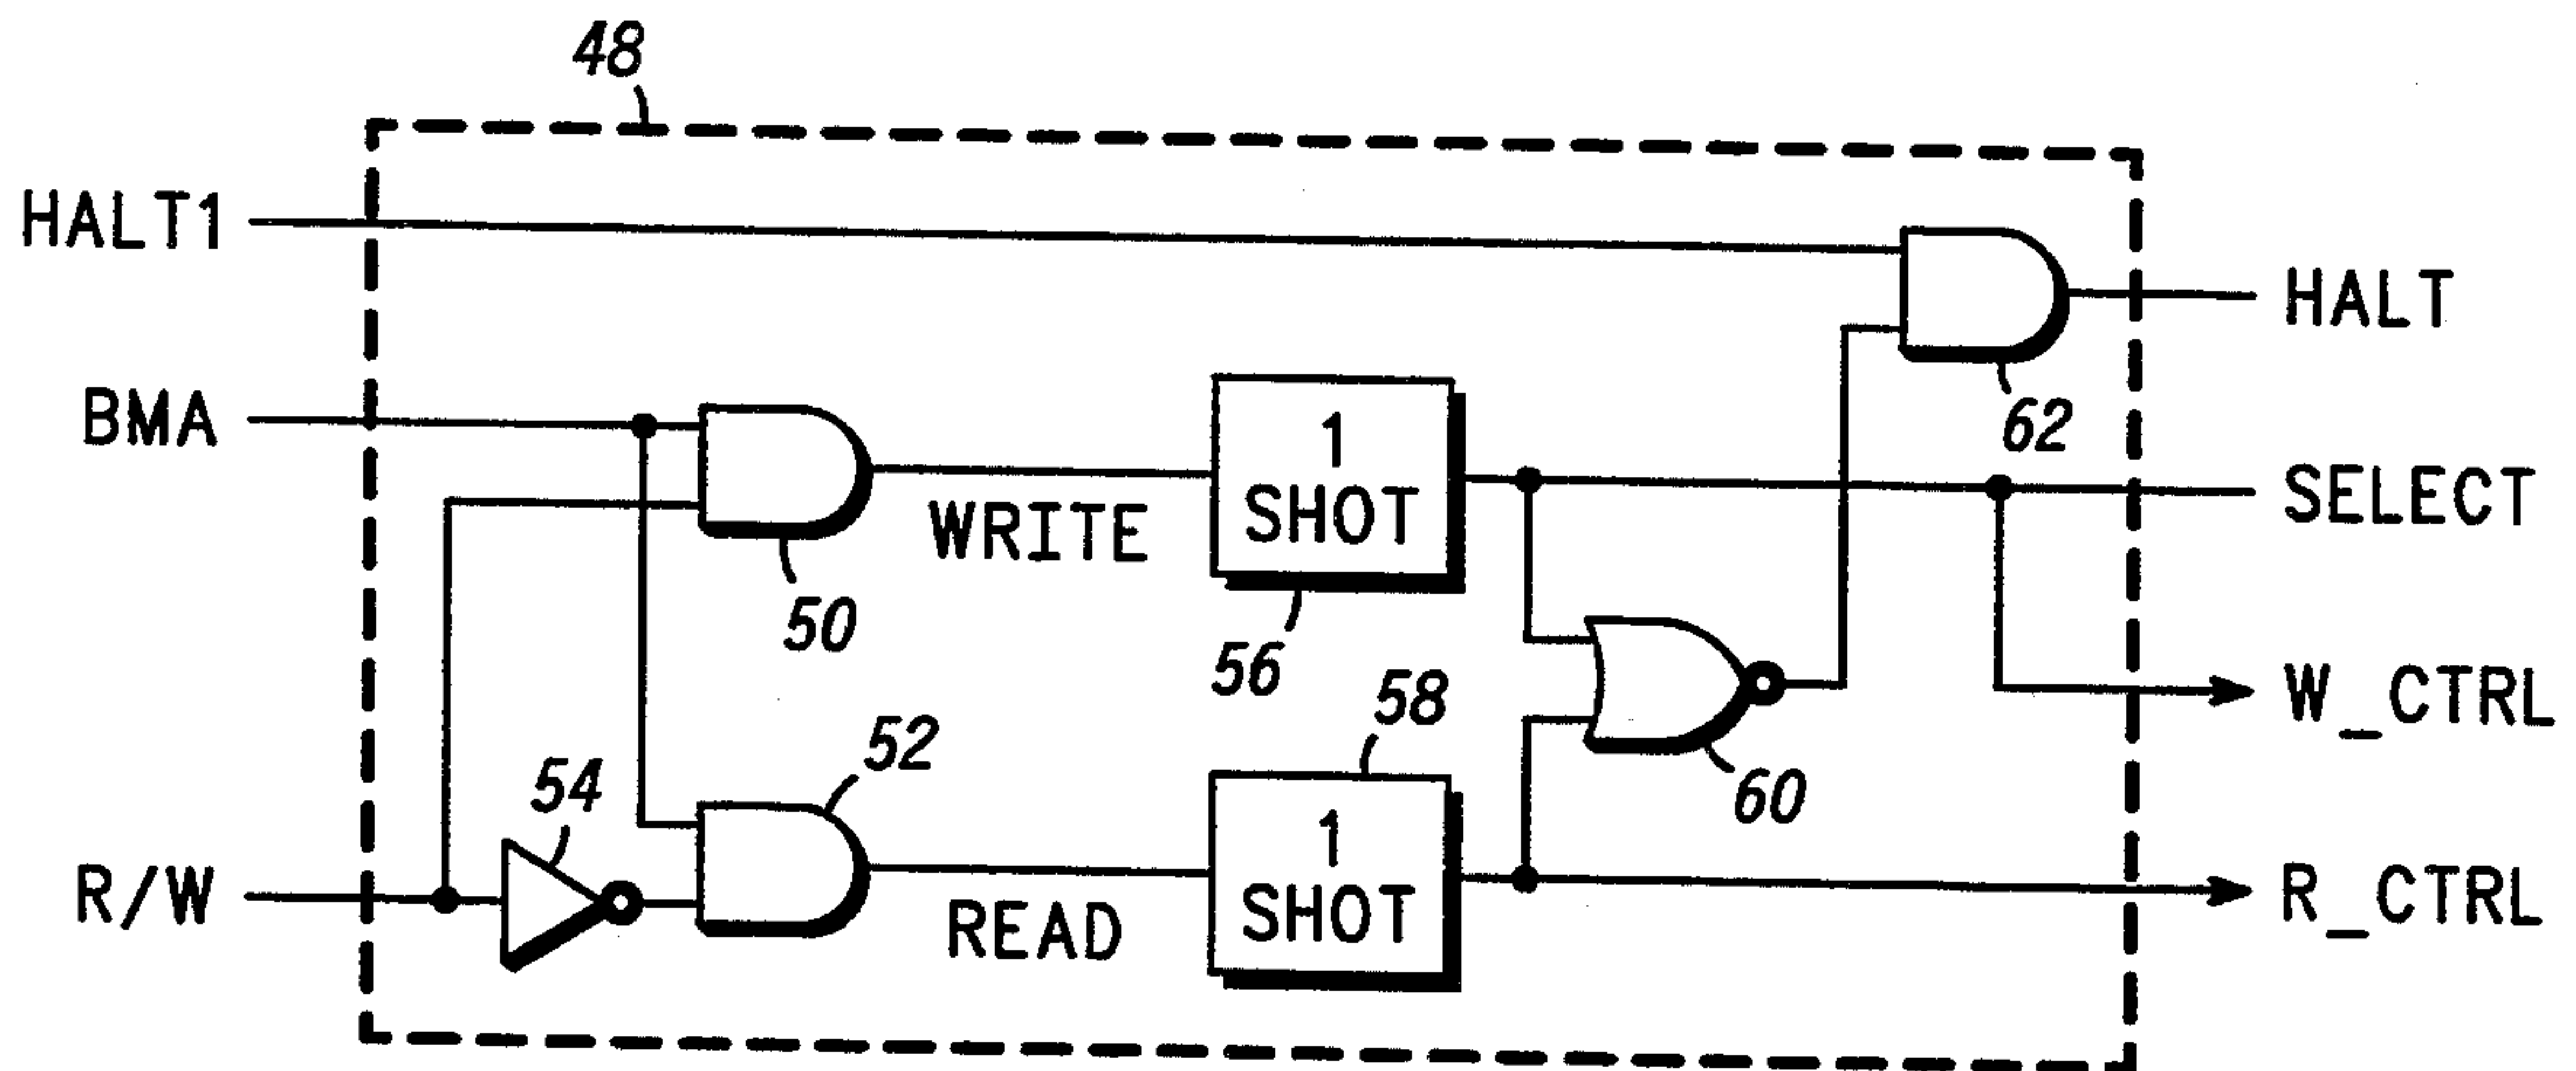 48
HALT1
HALT
BMA
1
SHOT
62
SELECT
WRITE
50
56
58
W_CTRL
52
54
60
R/W
READ
1
SHOT
R_CTRL